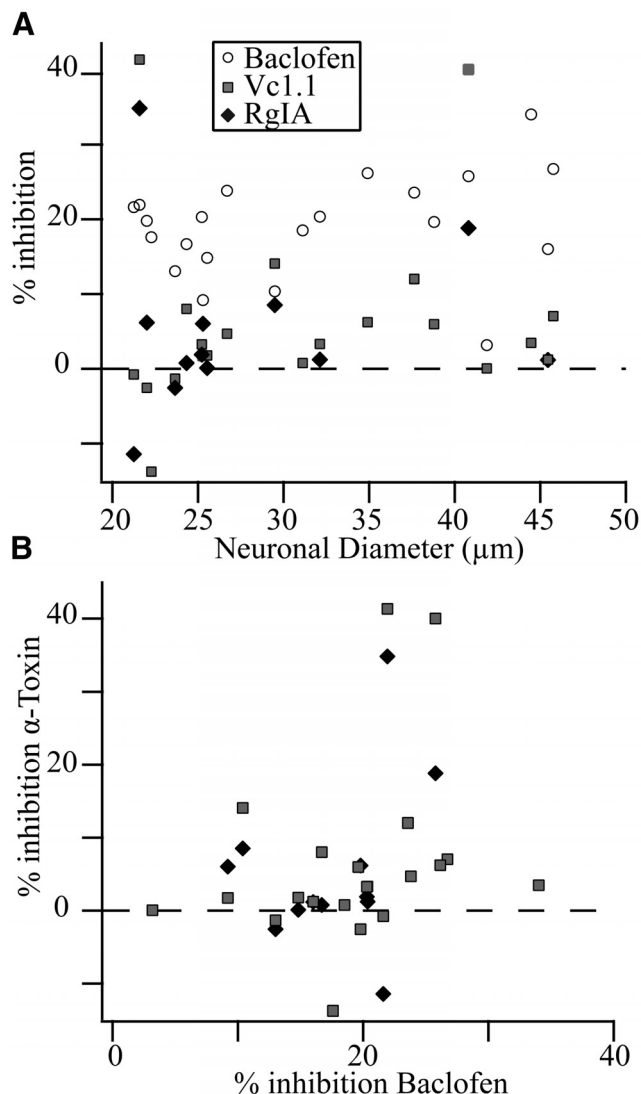 A
Baclofen
Vc1.1
RgIA
% inhibition
40
20
0
20 25 30 35 40 45 50
Neuronal Diameter (µm)
B
% inhibition α-Toxin
40
20
0
0 20 40
% inhibition Baclofen